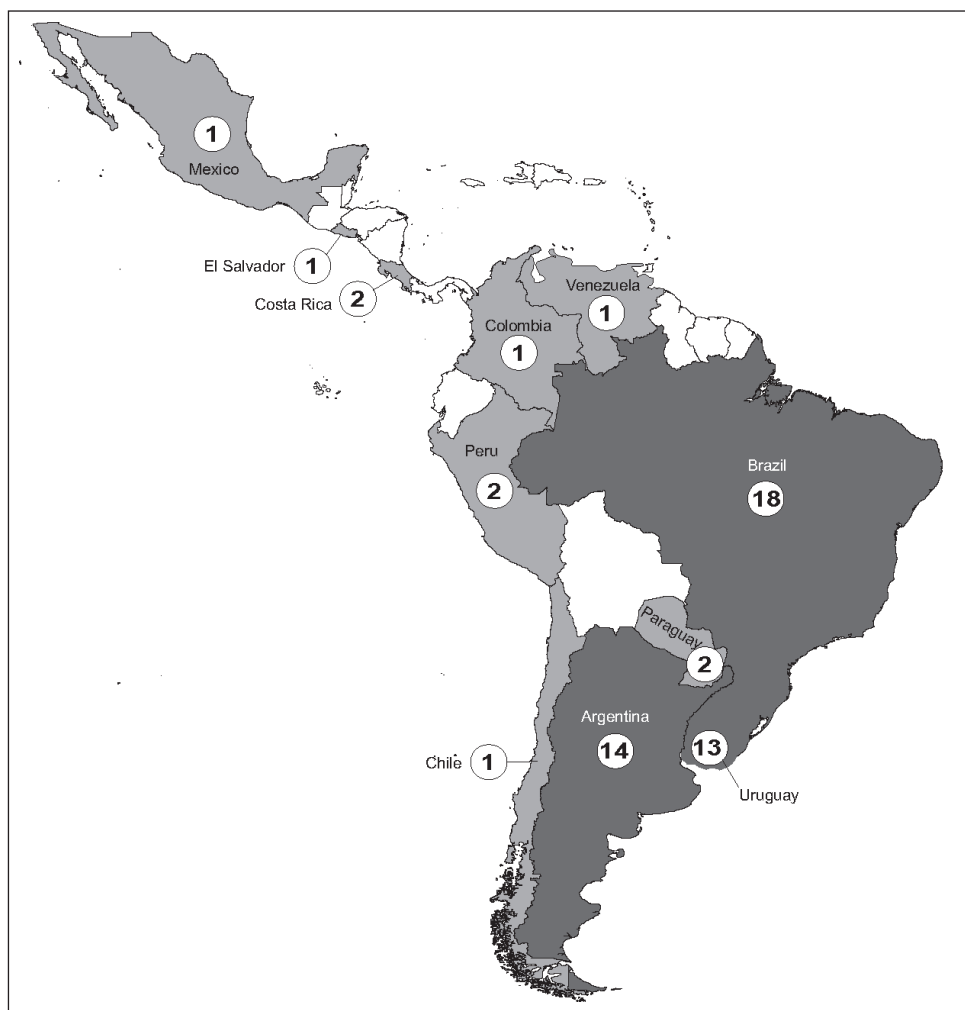 1
Mexico
El Salvador 1
Costa Rica 2
Venezuela
1
Colombia
1
Peru
2
Brazil
18
Paraguay
2
Argentina
14
13
Chile 1
Uruguay